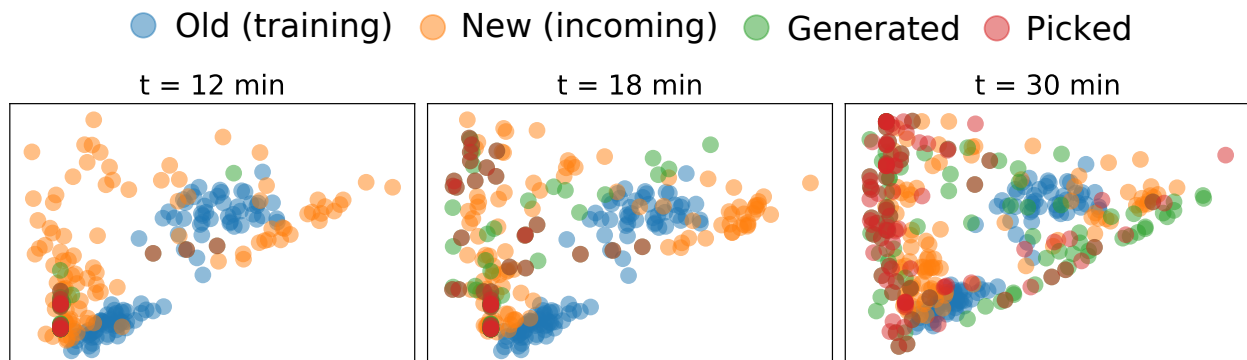 Old (training) New (incoming) Generated Picked
t = 12 min t = 18 min t = 30 min